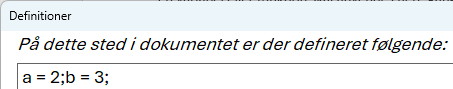 Definitioner
På dette sted i dokumentet er der defineret følgende:
a = 2;b = 3;